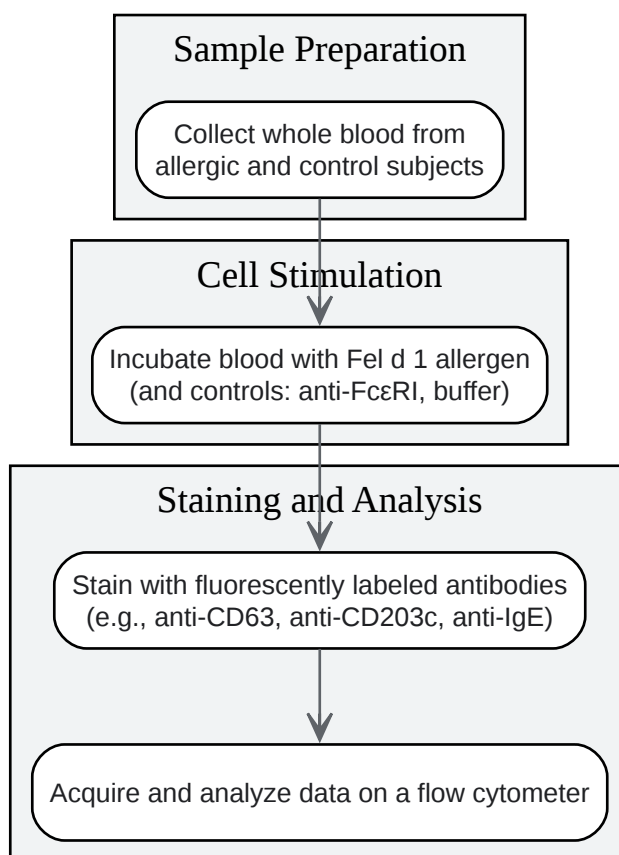 Sample Preparation
Collect whole blood from
allergic and control subjects
Cell Stimulation
Incubate blood with Fel d 1 allergen
(and controls: anti-FcεRI, buffer)
Staining and Analysis
Stain with fluorescently labeled antibodies
(e.g., anti-CD63, anti-CD203c, anti-IgE)
Acquire and analyze data on a flow cytometer